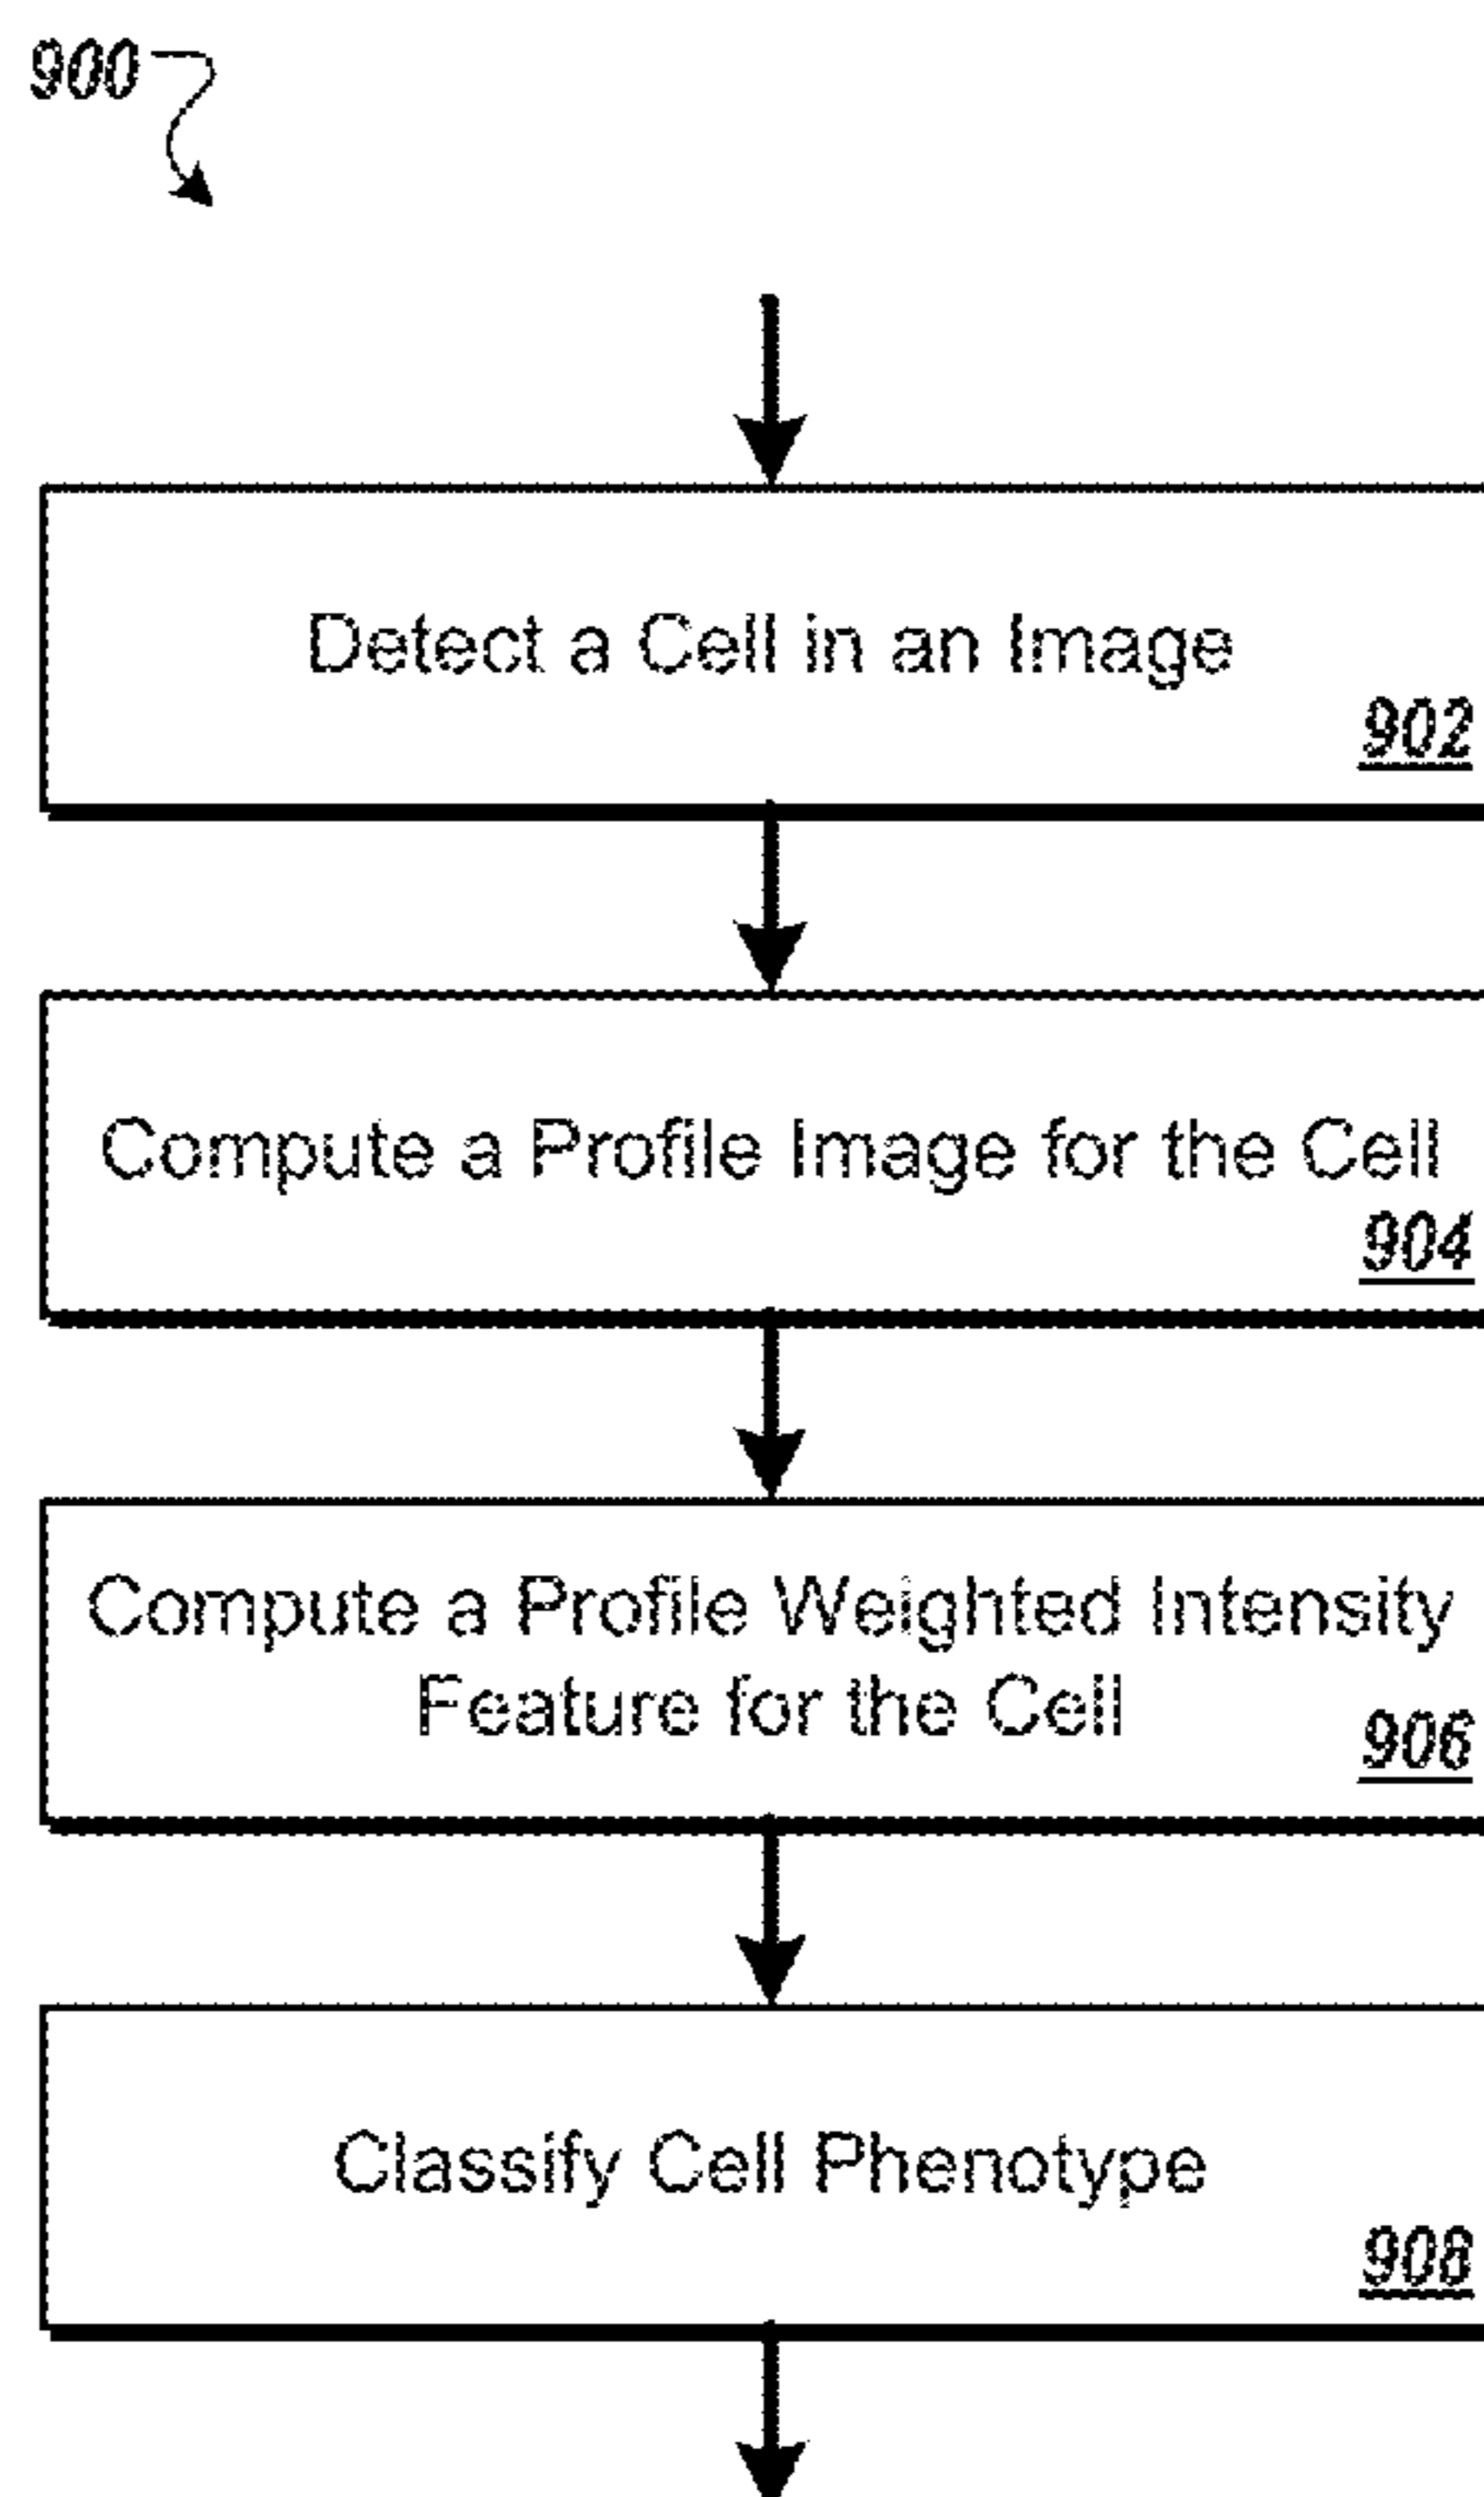 900
Detect a Cell in an Image
902
Compute a Profile Image for the Cell
904
Compute a Profile Weighted Intensity
Feature for the Cell
906
Classify Cell Phenotype
908